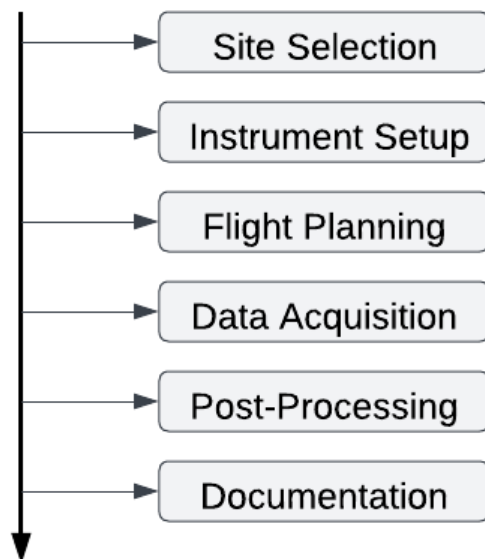 Site Selection
Instrument Setup
Flight Planning
Data Acquisition
Post-Processing
Documentation